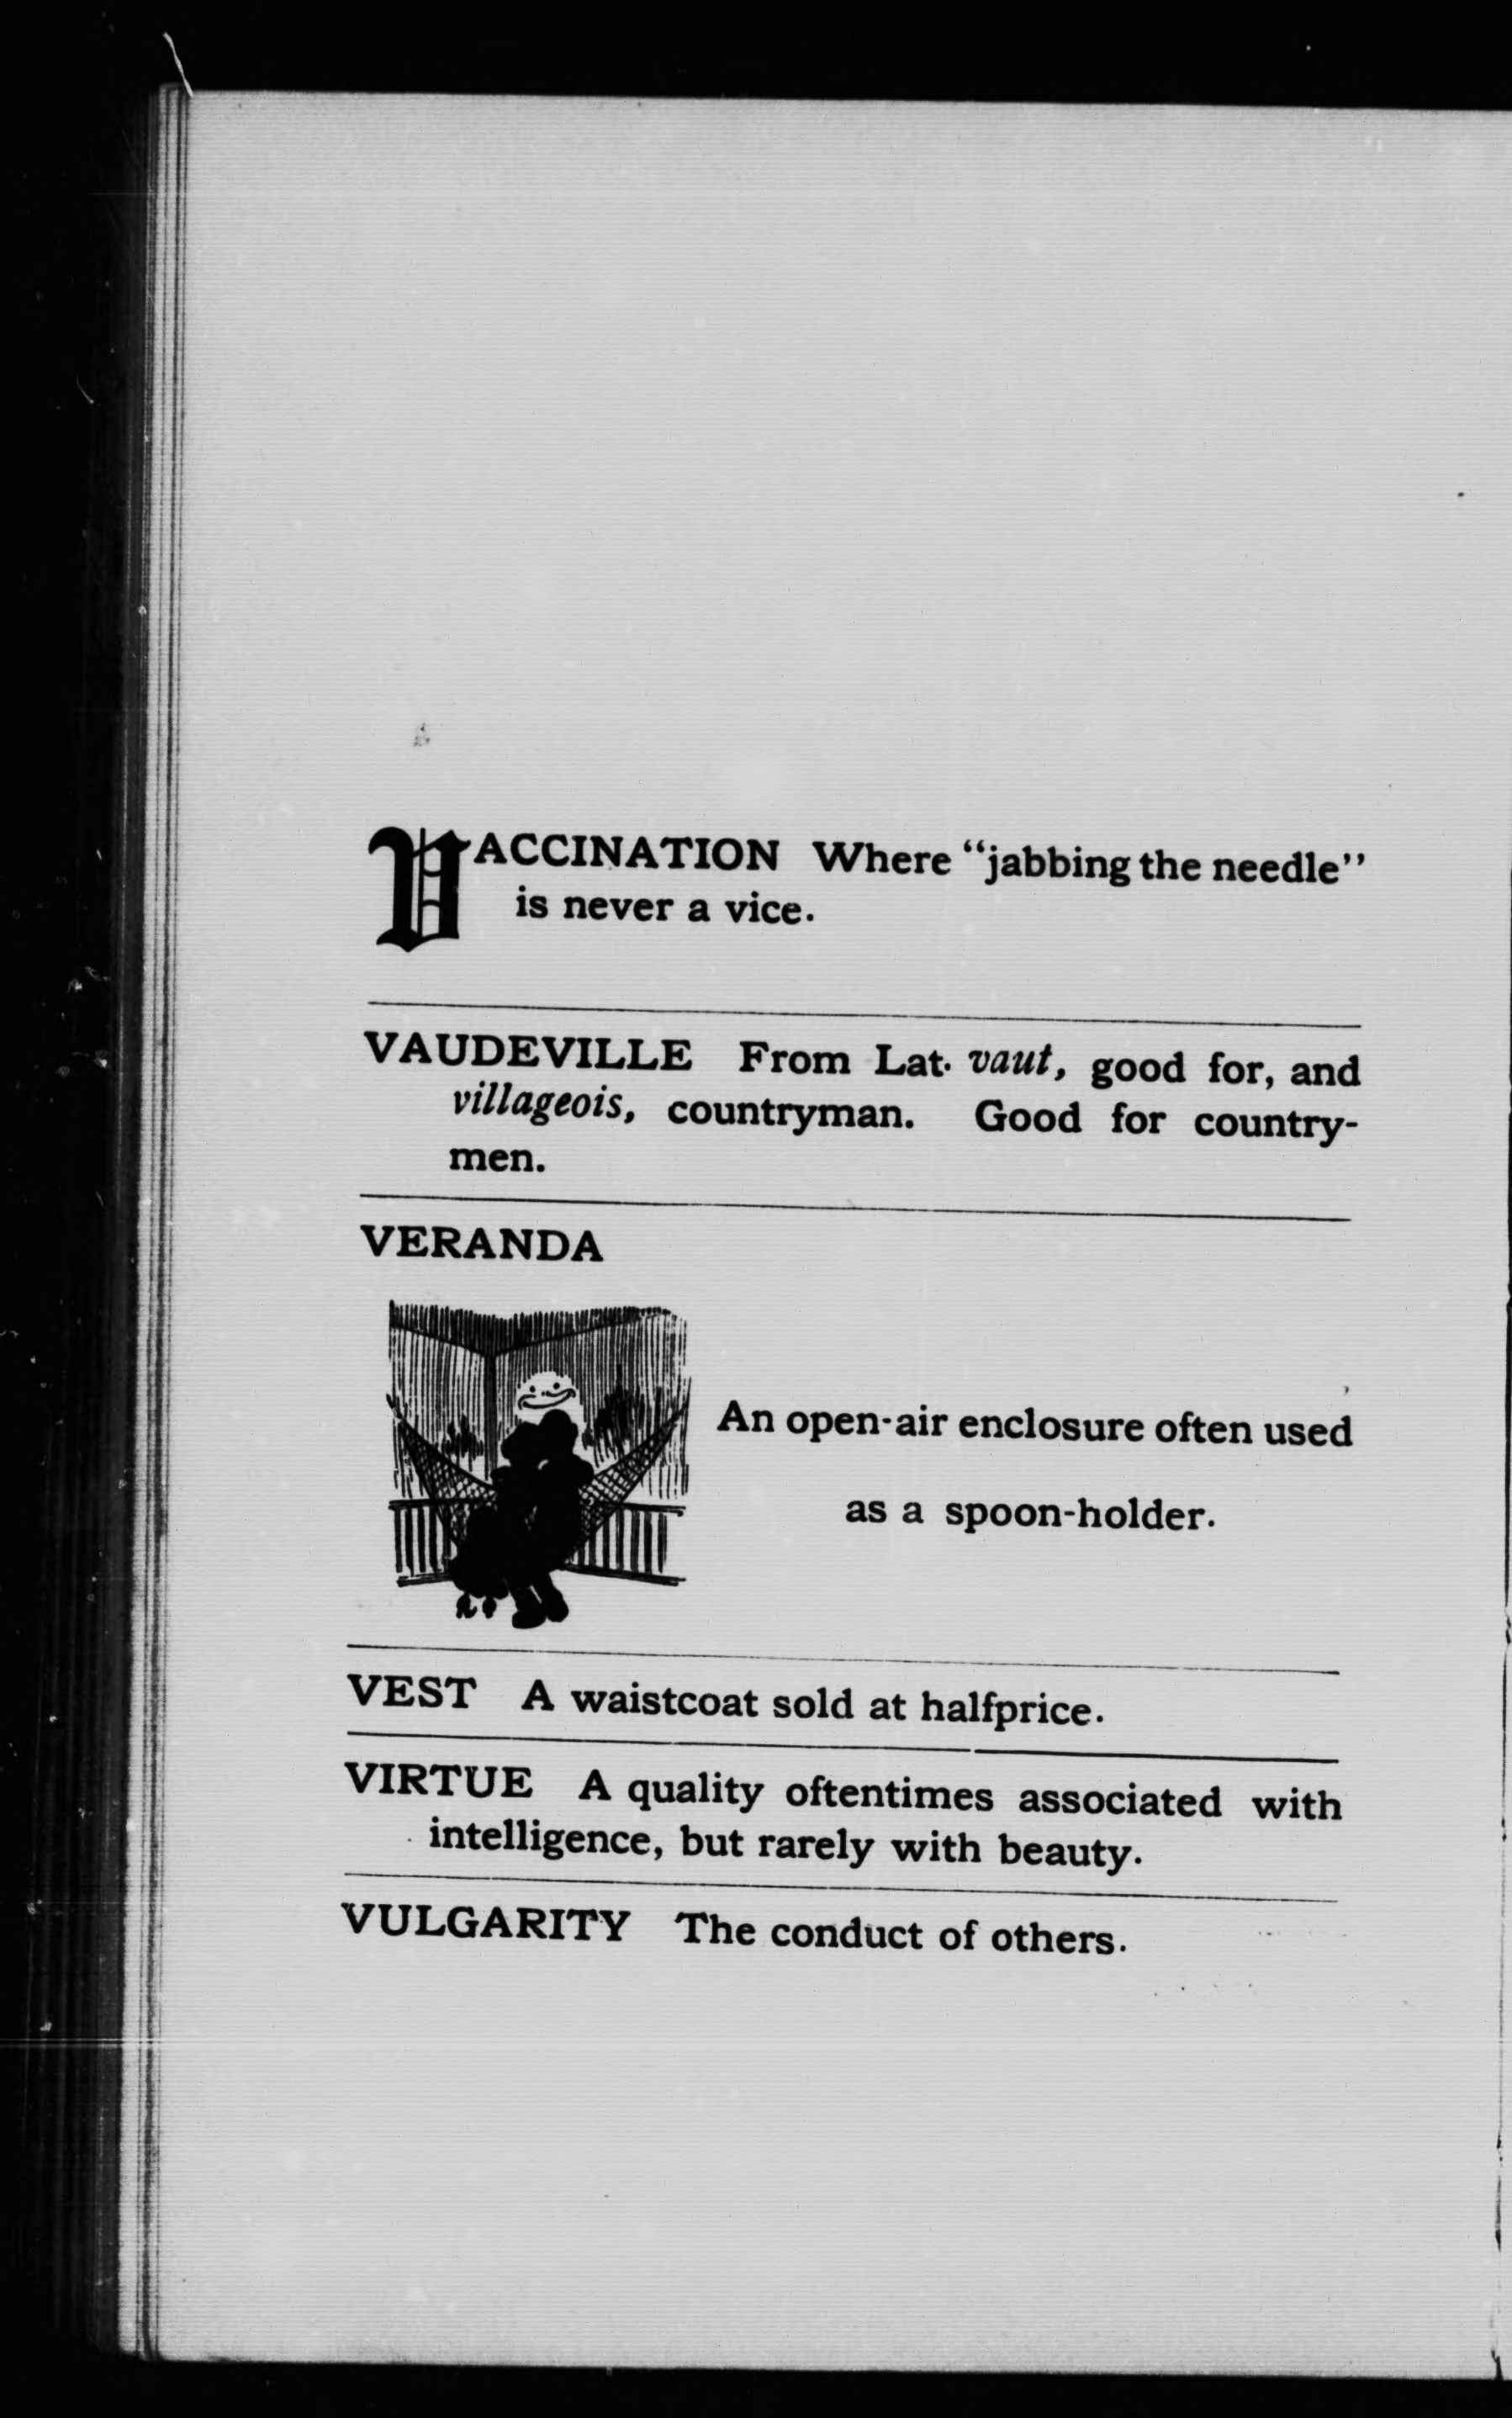 VACCINATION Where “jabbing the needle”
is never a vice.
VAUDEVILLE From Lat. vaut, good for, and
villageois, countryman. Good for country-
men.
VERANDA
An open-air enclosure often used
as a spoon-holder.
VEST A waistcoat sold at halfprice.
VIRTUE A quality oftentimes associated with
intelligence, but rarely with beauty.
VULGARITY The conduct of others.